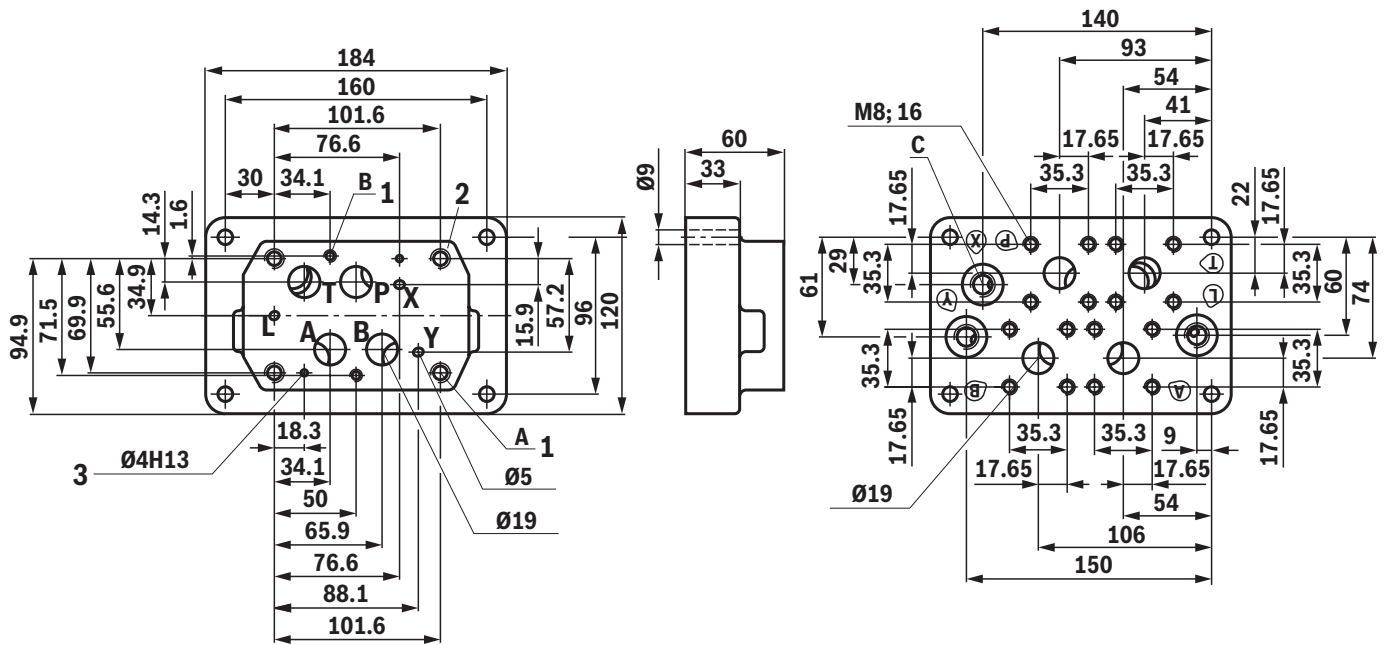 184
160
101.6
76.6
30
34.1
B 1
2
14.3
1.6
94.9
71.5
69.9
55.6
34.9
T
P
X
L
A
B
Y
15.9
57.2
96
120
18.3
A 1
3 Ø4H13
34.1
Ø5
50
Ø19
65.9
76.6
88.1
101.6
60
33
Ø9
140
93
54
41
M8; 16
C
17.65
17.65
35.3
35.3
17.65
22
17.65
X
P
T
61
29
35.3
35.3
60
74
Y
L
35.3
35.3
B
A
17.65
35.3
35.3
9
17.65
17.65
17.65
Ø19
54
106
150